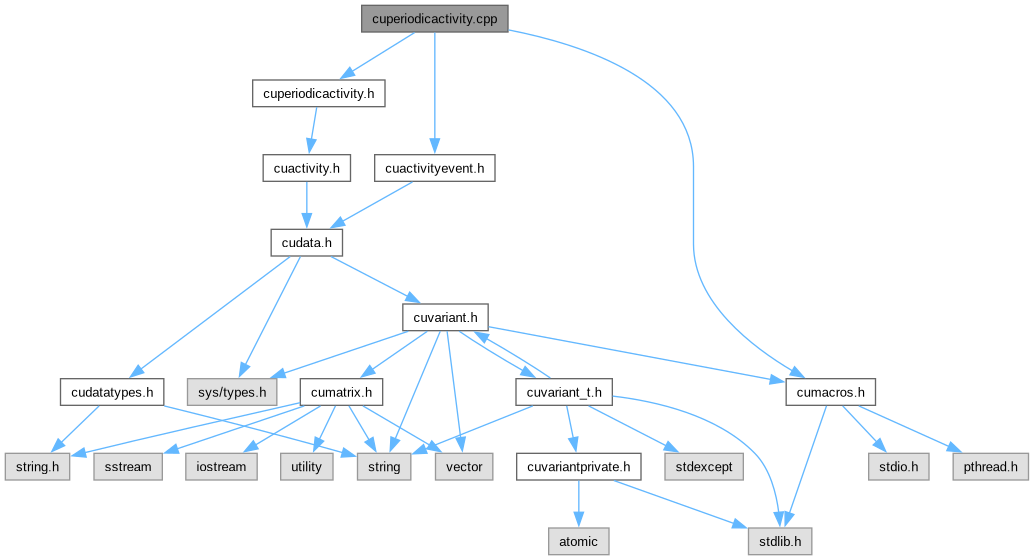 cuperiodicactivity.cpp
cuperiodicactivity.h
cuactivity.h
cuactivityevent.h
cudata.h
cuvariant.h
cudatatypes.h
sys/types.h
cumatrix.h
cuvariant_t.h
cumacros.h
string.h
sstream
iostream
utility
string
vector
cuvariantprivate.h
stdexcept
stdio.h
pthread.h
atomic
stdlib.h